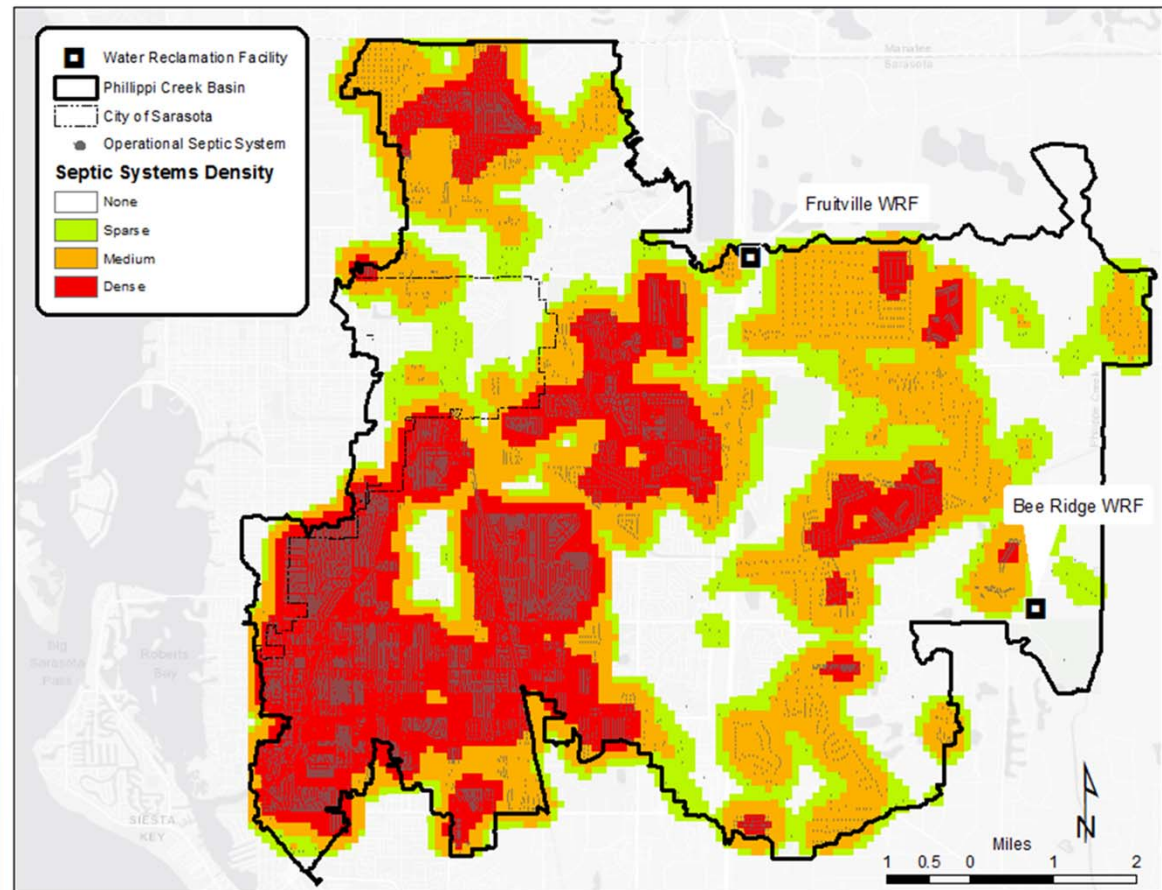 Water Reclamation Facility
Phillippi Creek Basin
City of Sarasota
Operational Septic System
Septic Systems Density
None
Sparse
Medium
Dense
Manatee
Sarasota
Fruitville WRF
Bee Ridge WRF
Big
Sarasota
Pass
Roberts
Bay
SIESTA
KEY
N
Miles
1 0.5 0 1 2